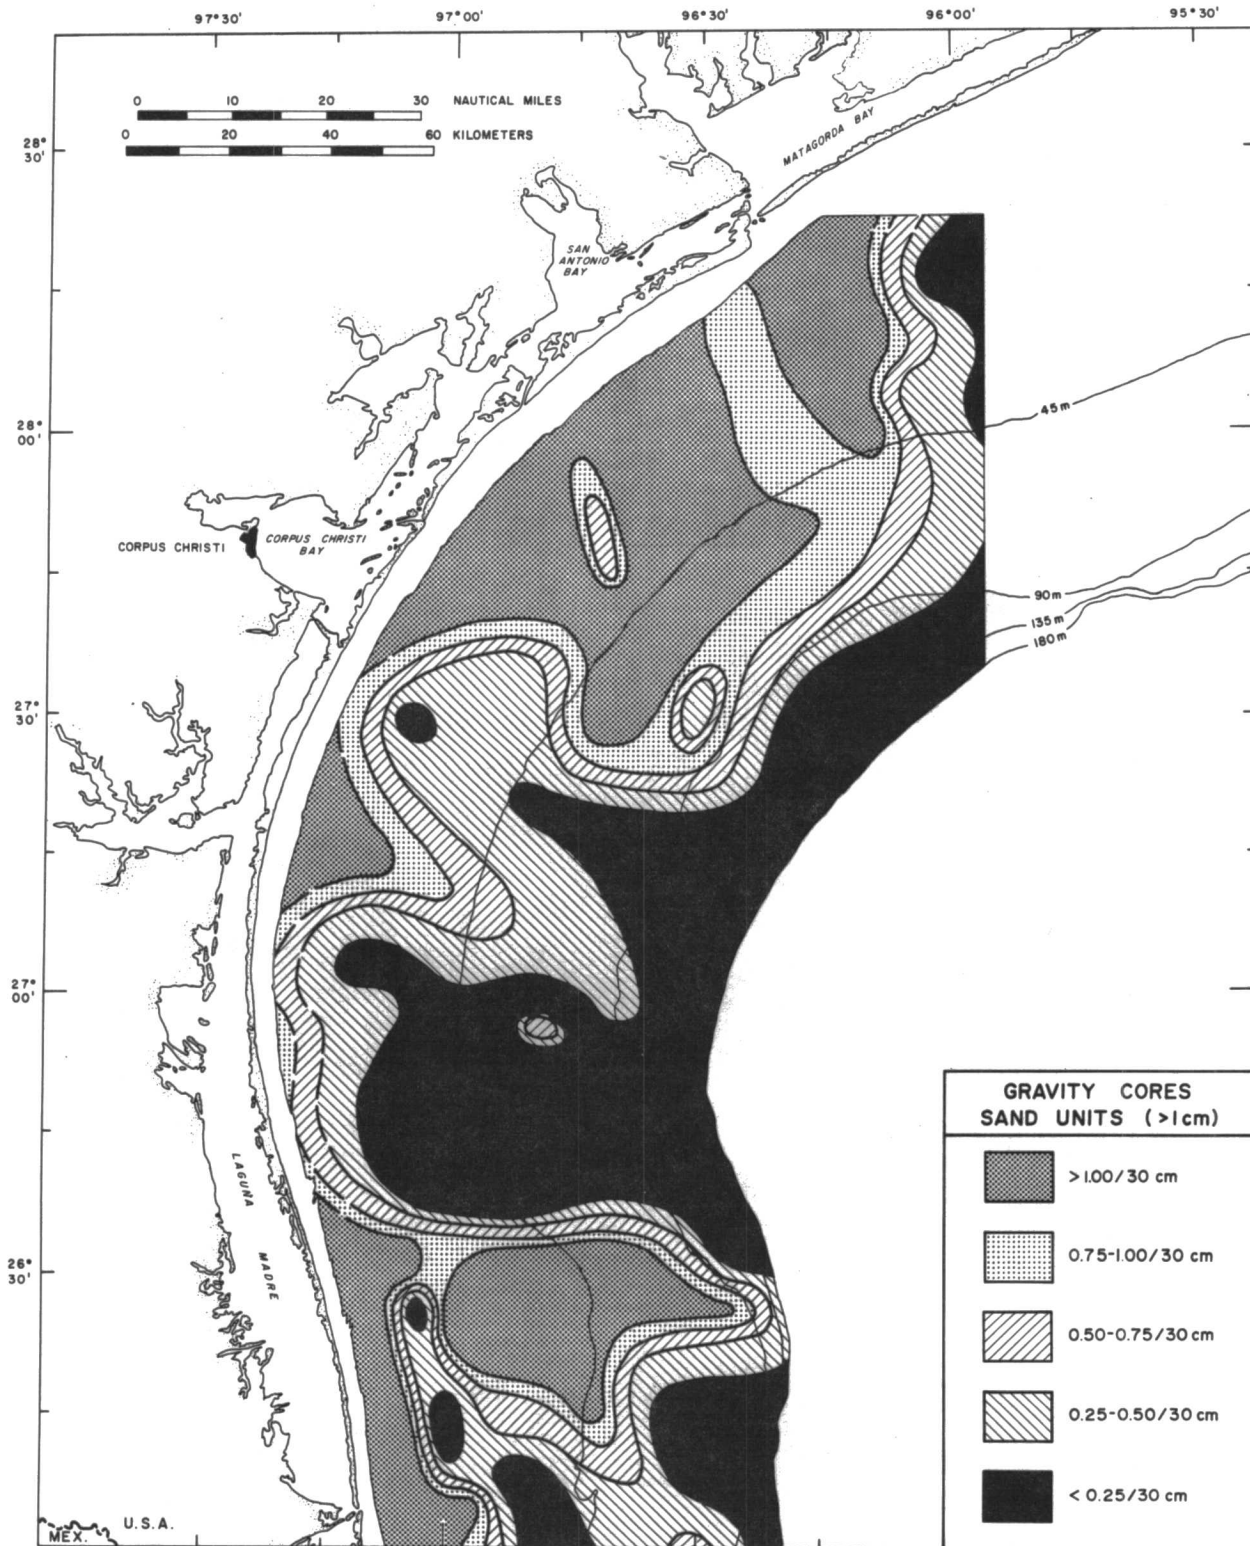 97°30'
97°00'
96°30'
96°00'
95°30'
0 10 20 30 NAUTICAL MILES
0 20 40 60 KILOMETERS
28°
30'
28°
00'
27°
30'
27°
00'
26°
30'
MATAGORDA BAY
SAN
ANTONIO
BAY
CORPUS CHRISTI
CORPUS CHRISTI
BAY
45m
90m
135m
180m
LAGUNA
MADRE
U.S.A.
MEX.
GRAVITY CORES
SAND UNITS (>1cm)
>1.00/30 cm
0.75-1.00/30 cm
0.50-0.75/30 cm
0.25-0.50/30 cm
<0.25/30 cm